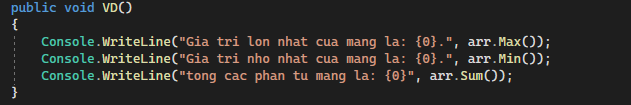 public void VD()
{
Console.WriteLine("Gia tri lon nhat cua mang la: {0}.", arr.Max());
Console.WriteLine("Gia tri nho nhat cua mang la: {0}.", arr.Min());
Console.WriteLine("tong cac phan tu mang la: {0}", arr.Sum());
}